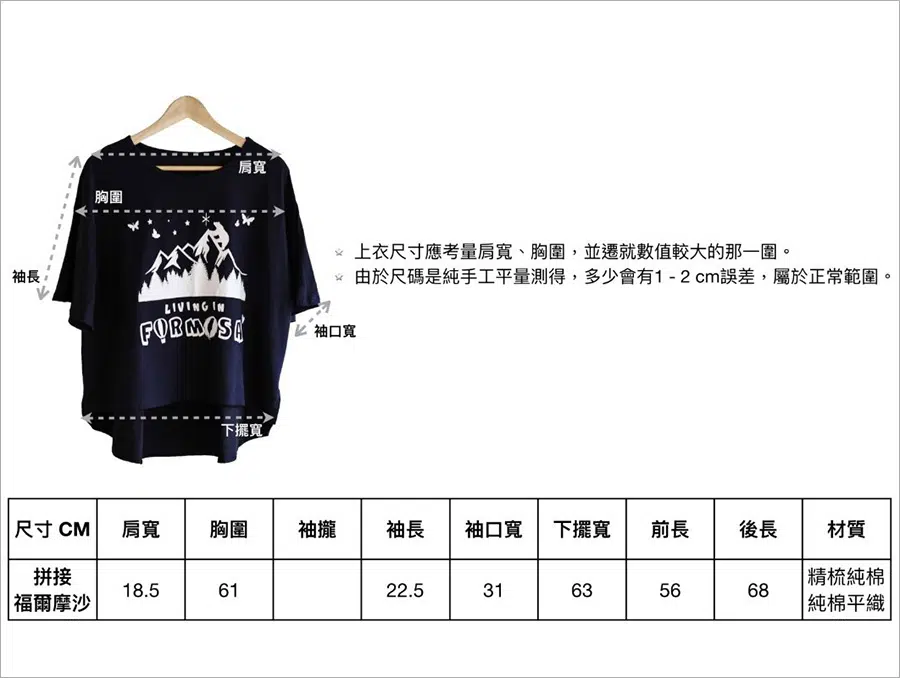 肩寬
胸圍
袖長
LIVING IN
FORMOSA
袖口寬
下擺寬
☆ 上衣尺寸應考量肩寬、胸圍，並遷就數值較大的那一圍。
☆ 由於尺碼是純手工平量測得，多少會有1 - 2 cm誤差，屬於正常範圍。
尺寸 CM 肩寬 胸圍 袖攏 袖長 袖口寬 下擺寬 前長 後長 材質
拼接 福爾摩沙 18.5 61 22.5 31 63 56 68 精梳純棉 純棉平織